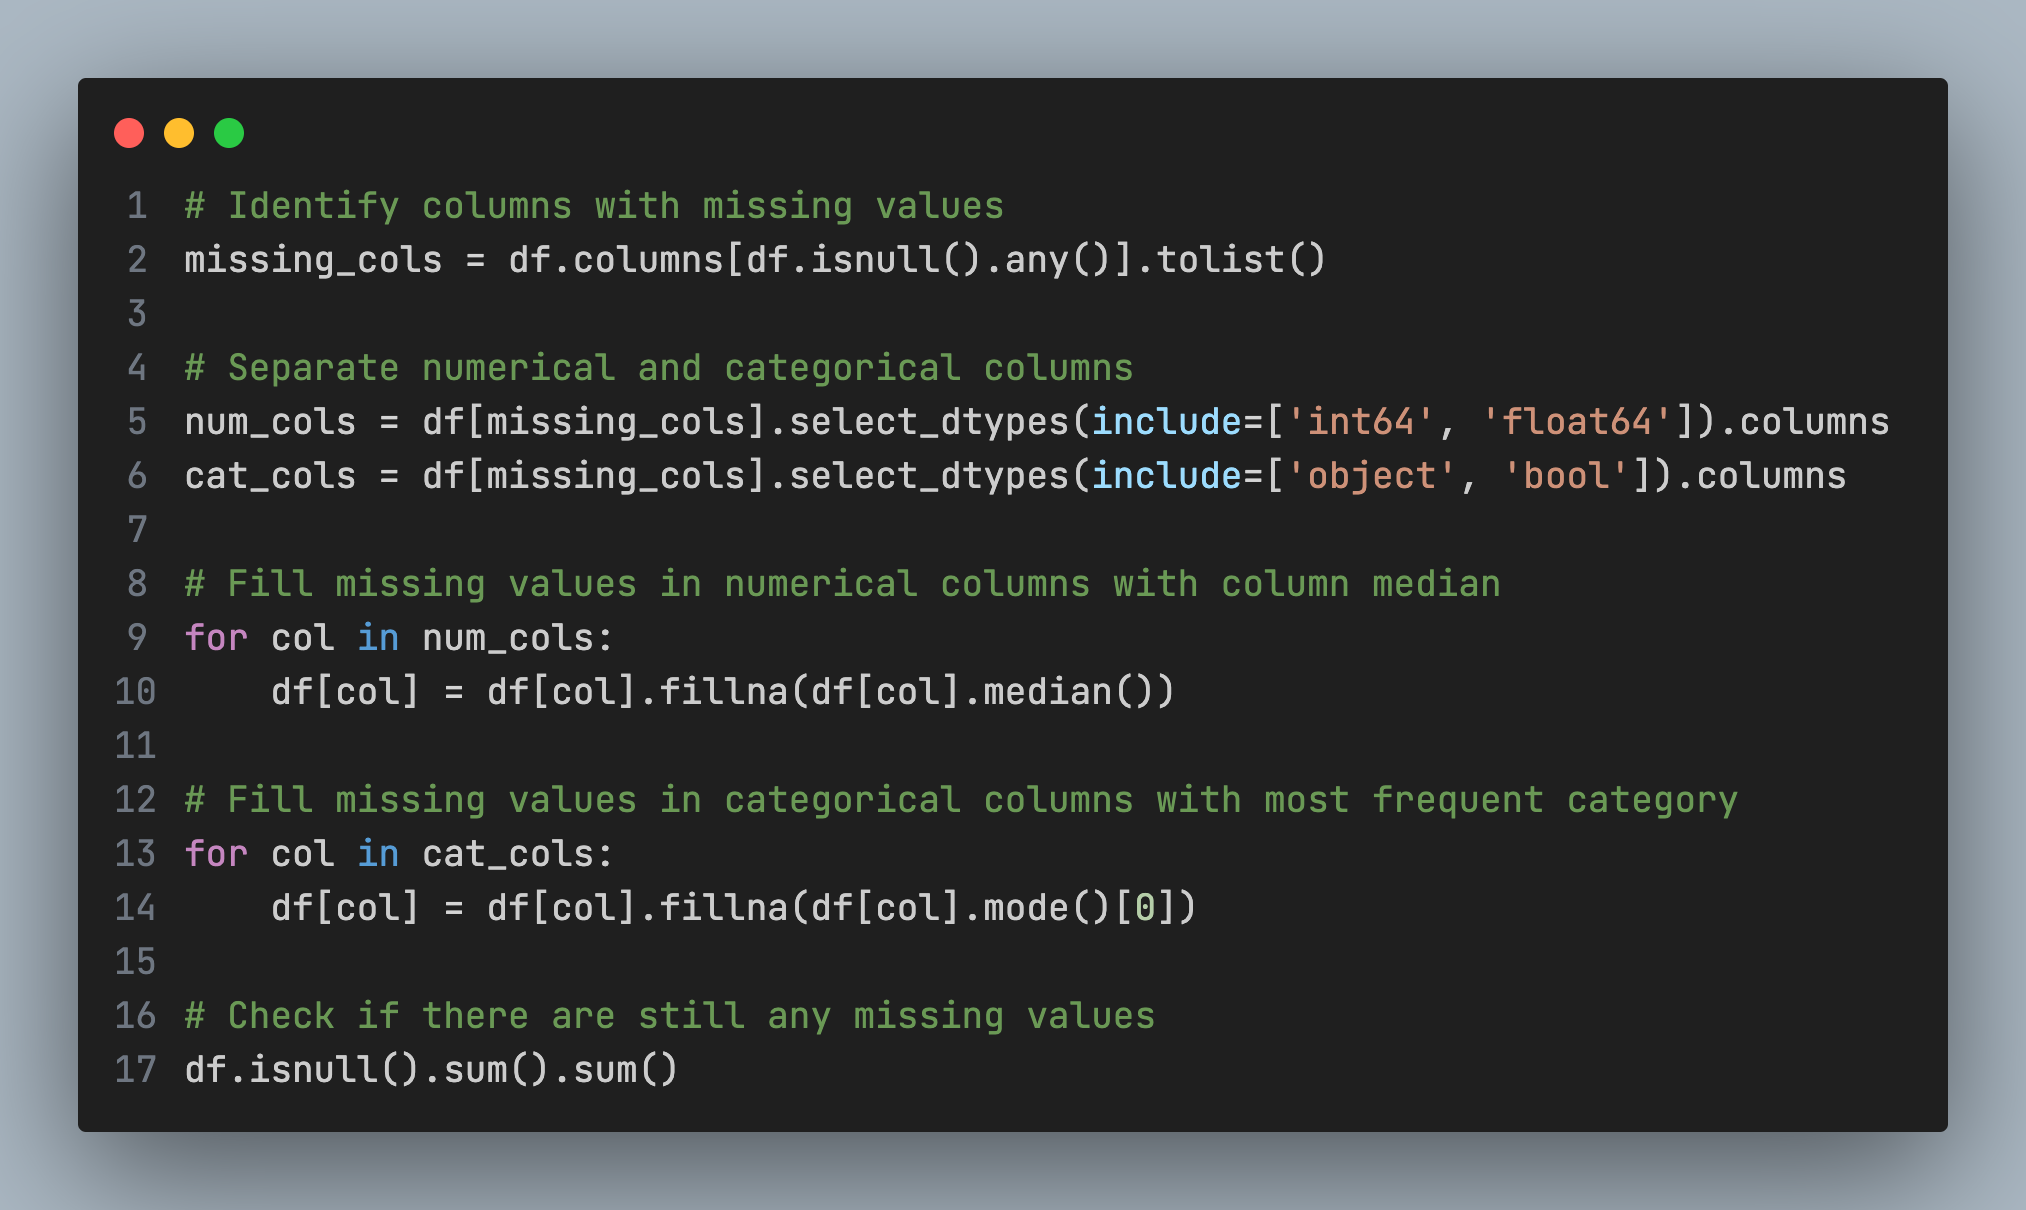 1 # Identify columns with missing values
2 missing_cols = df.columns[df.isnull().any()].tolist()
3
4 # Separate numerical and categorical columns
5 num_cols = df[missing_cols].select_dtypes(include=['int64', 'float64']).columns
6 cat_cols = df[missing_cols].select_dtypes(include=['object', 'bool']).columns
7
8 # Fill missing values in numerical columns with column median
9 for col in num_cols:
10     df[col] = df[col].fillna(df[col].median())
11
12 # Fill missing values in categorical columns with most frequent category
13 for col in cat_cols:
14     df[col] = df[col].fillna(df[col].mode()[0])
15
16 # Check if there are still any missing values
17 df.isnull().sum().sum()